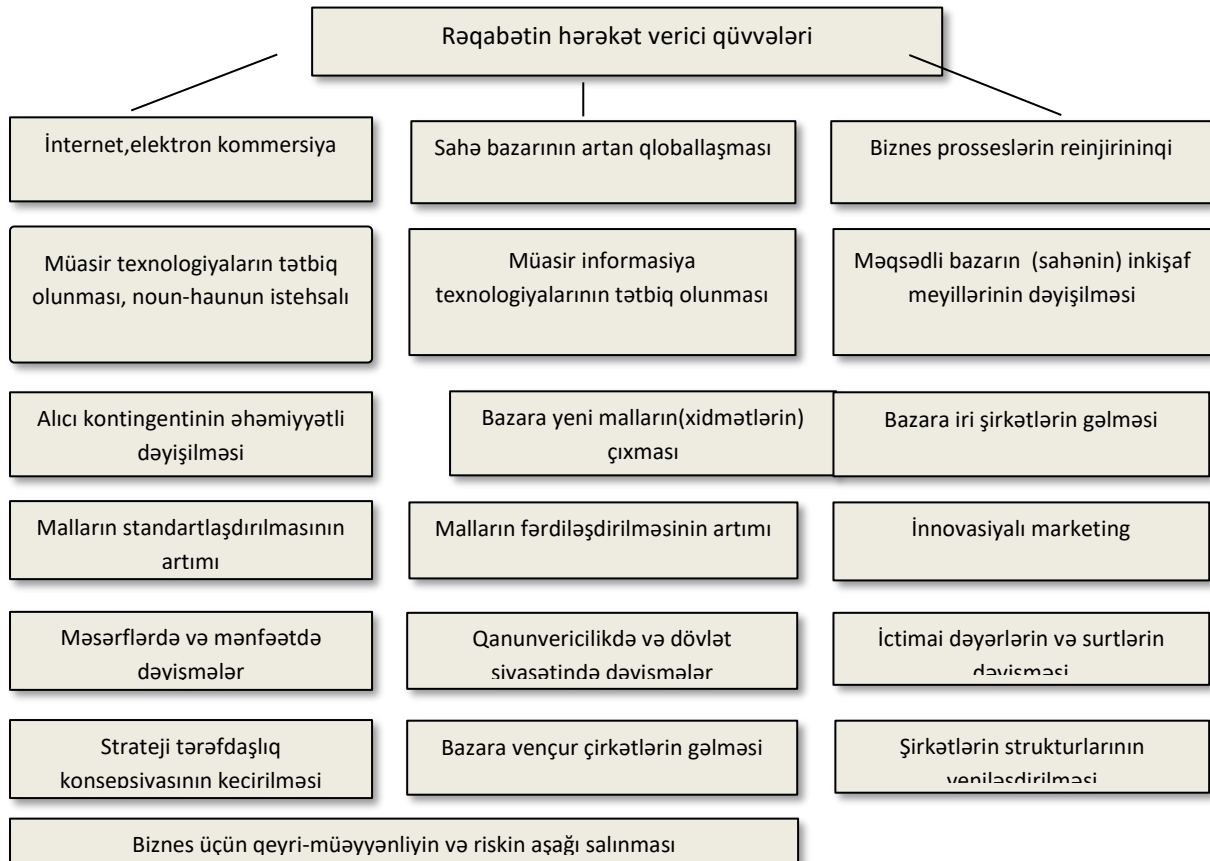 Rəqabətin hərəkət verici qüvvələri
İnternet,elektron kommersiya
Sahə bazarının artan qloballaşması
Biznes prosseslərin reinjirininqi
Müasir texnologiyaların tətbiq
olunması, noun-haunun istehsalı
Müasir informasiya
texnologiyalarının tətbiq olunması
Məqsədli bazarın (sahənin) inkişaf
meyillərinin dəyişilməsi
Alıcı kontingentinin əhəmiyyətli
dəyişilməsi
Bazara yeni malların(xidmətlərin)
çıxması
Bazara iri şirkətlərin gəlməsi
Malların standartlaşdırılmasının
artımı
Malların fərdiləşdirilməsinin artımı
İnnovasiyalı marketing
Məsərflərdə və mənfəətdə
dəyişmələr
Qanunvericilikdə və dövlət
siyasətində dəyişmələr
İctimai dəyərlərin və surtlərin
dəyişməsi
Strateji tərəfdaşlıq
konsepsiyasının keçirilməsi
Bazara vençur çirkətlərin gəlməsi
Şirkətlərin strukturlarının
yeniləşdirilməsi
Biznes üçün qeyri-müəyyənliyin və riskin aşağı salınması